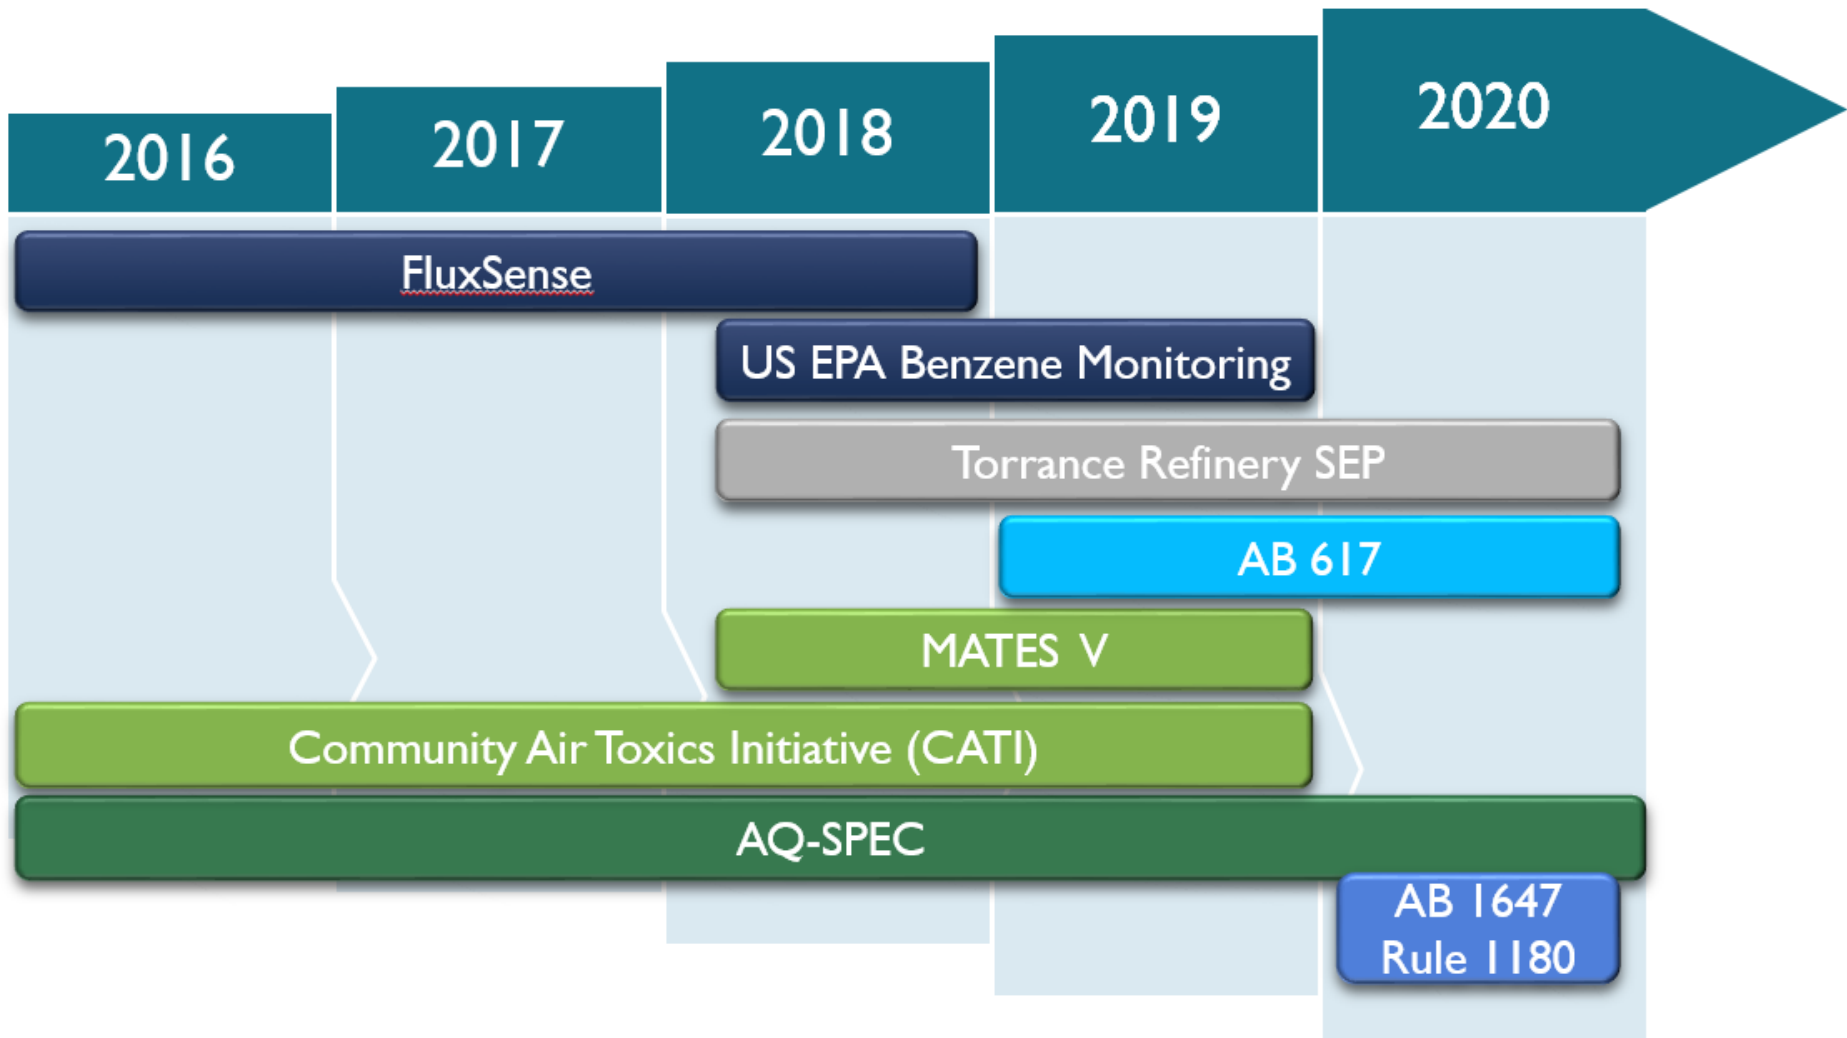 2016
2017
2018
2019
2020
FluxSense
US EPA Benzene Monitoring
Torrance Refinery SEP
AB 617
MATES V
Community Air Toxics Initiative (CATI)
AQ-SPEC
AB 1647
Rule 1180